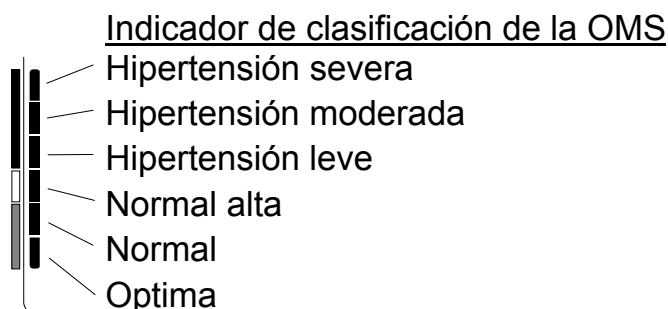 Indicador de clasificación de la OMS
Hipertensión severa
Hipertensión moderada
Hipertensión leve
Normal alta
Normal
Optima